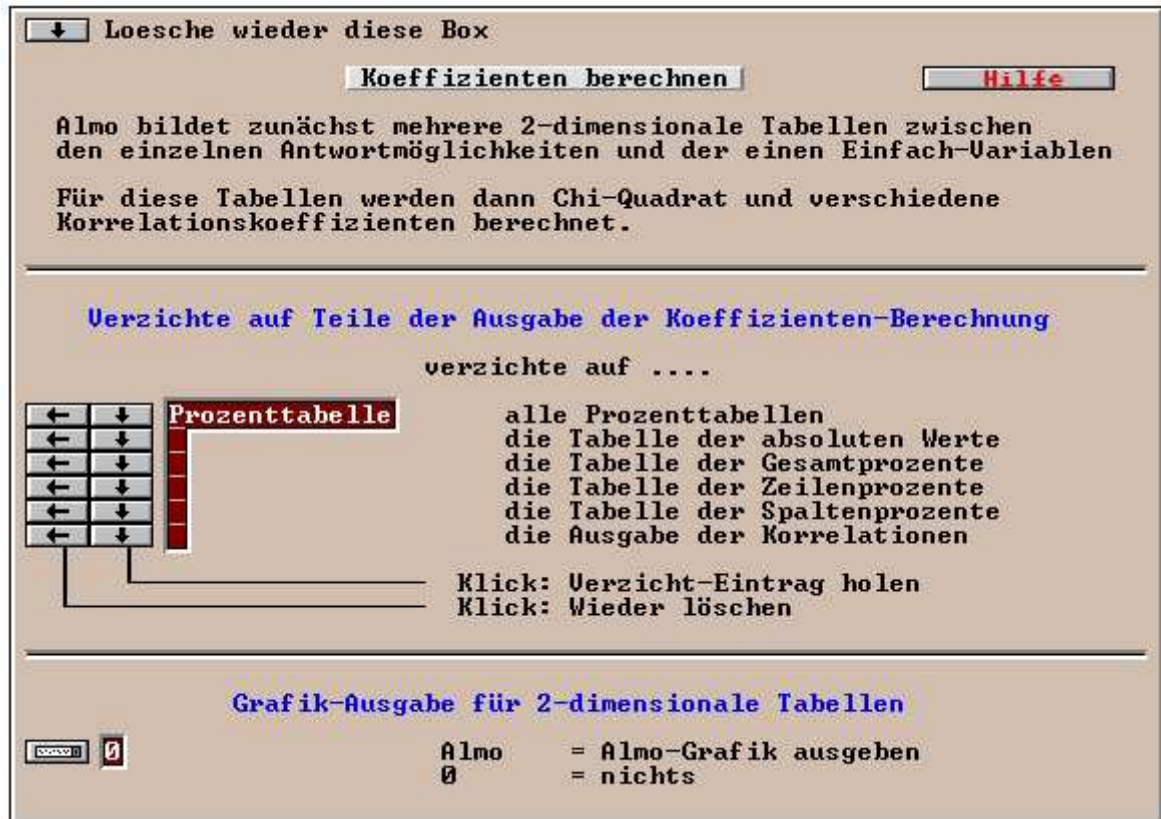 Loesche wieder diese Box
Koeffizienten berechnen
Hilfe
Almo bildet zunächst mehrere 2-dimensionale Tabellen zwischen
den einzelnen Antwortmöglichkeiten und der einen Einfach-Variablen
Für diese Tabellen werden dann Chi-Quadrat und verschiedene
Korrelationskoeffizienten berechnet.
Verzichte auf Teile der Ausgabe der Koeffizienten-Berechnung
verzichte auf ....
Prozenttabelle alle Prozenttabellen
die Tabelle der absoluten Werte
die Tabelle der Gesamtprozente
die Tabelle der Zeilenprozente
die Tabelle der Spaltenprozente
die Ausgabe der Korrelationen
Klick: Verzicht-Eintrag holen
Klick: Wieder löschen
Grafik-Ausgabe für 2-dimensionale Tabellen
0 Almo = Almo-Grafik ausgeben
0 = nichts